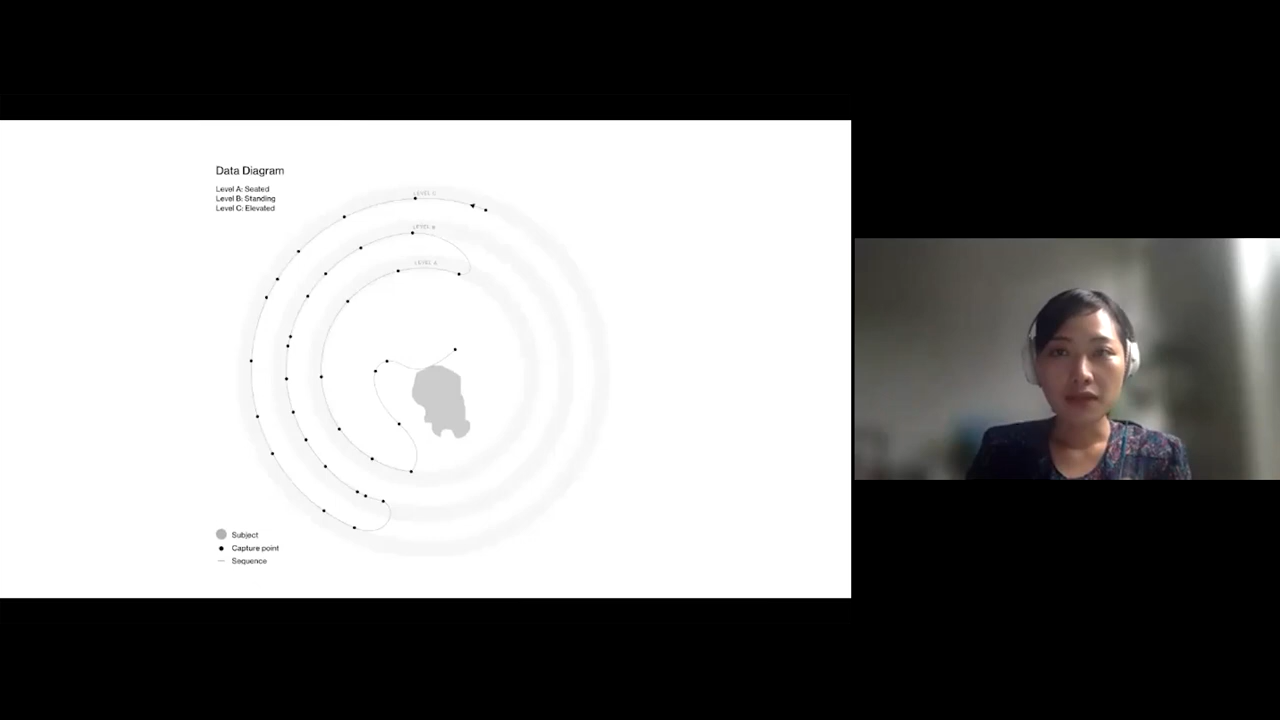 Data Diagram
Level A: Seated
Level B: Standing
Level C: Elevated
LEVEL C
LEVEL B
LEVEL A
Subject
Capture point
Sequence